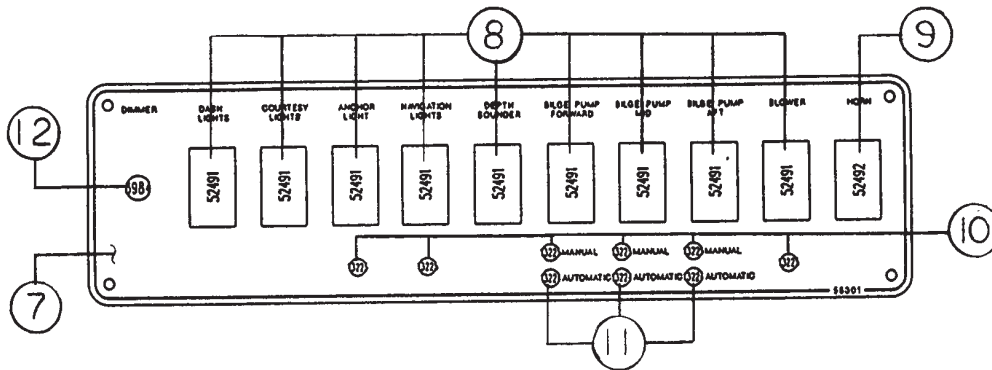 8
9
DIMMER
DASH LIGHTS
COURTESY LIGHTS
ANCHOR LIGHT
NAVIGATION LIGHTS
DEPTH SOUNDER
BILGE PUMP FORWARD
BILGE PUMP MID
BILGE PUMP AFT
BLOWER
HORN
12
52491 52491 52491 52491 52491 52491 52491 52491 52491 52492
10
322 322 322 MANUAL 322 MANUAL 322 MANUAL 322
7
322 AUTOMATIC 322 AUTOMATIC 322 AUTOMATIC
11